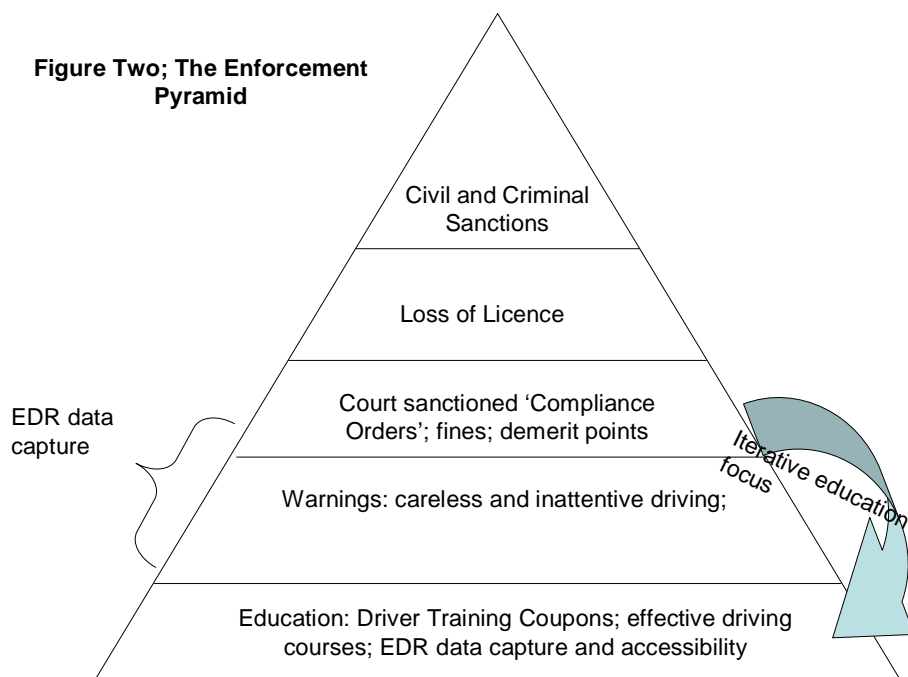 Figure Two; The Enforcement
Pyramid
Civil and Criminal
Sanctions
Loss of Licence
EDR data
capture
Court sanctioned ‘Compliance
Orders’; fines; demerit points
Iterative education
focus
Warnings: careless and inattentive driving;
Education: Driver Training Coupons; effective driving
courses; EDR data capture and accessibility